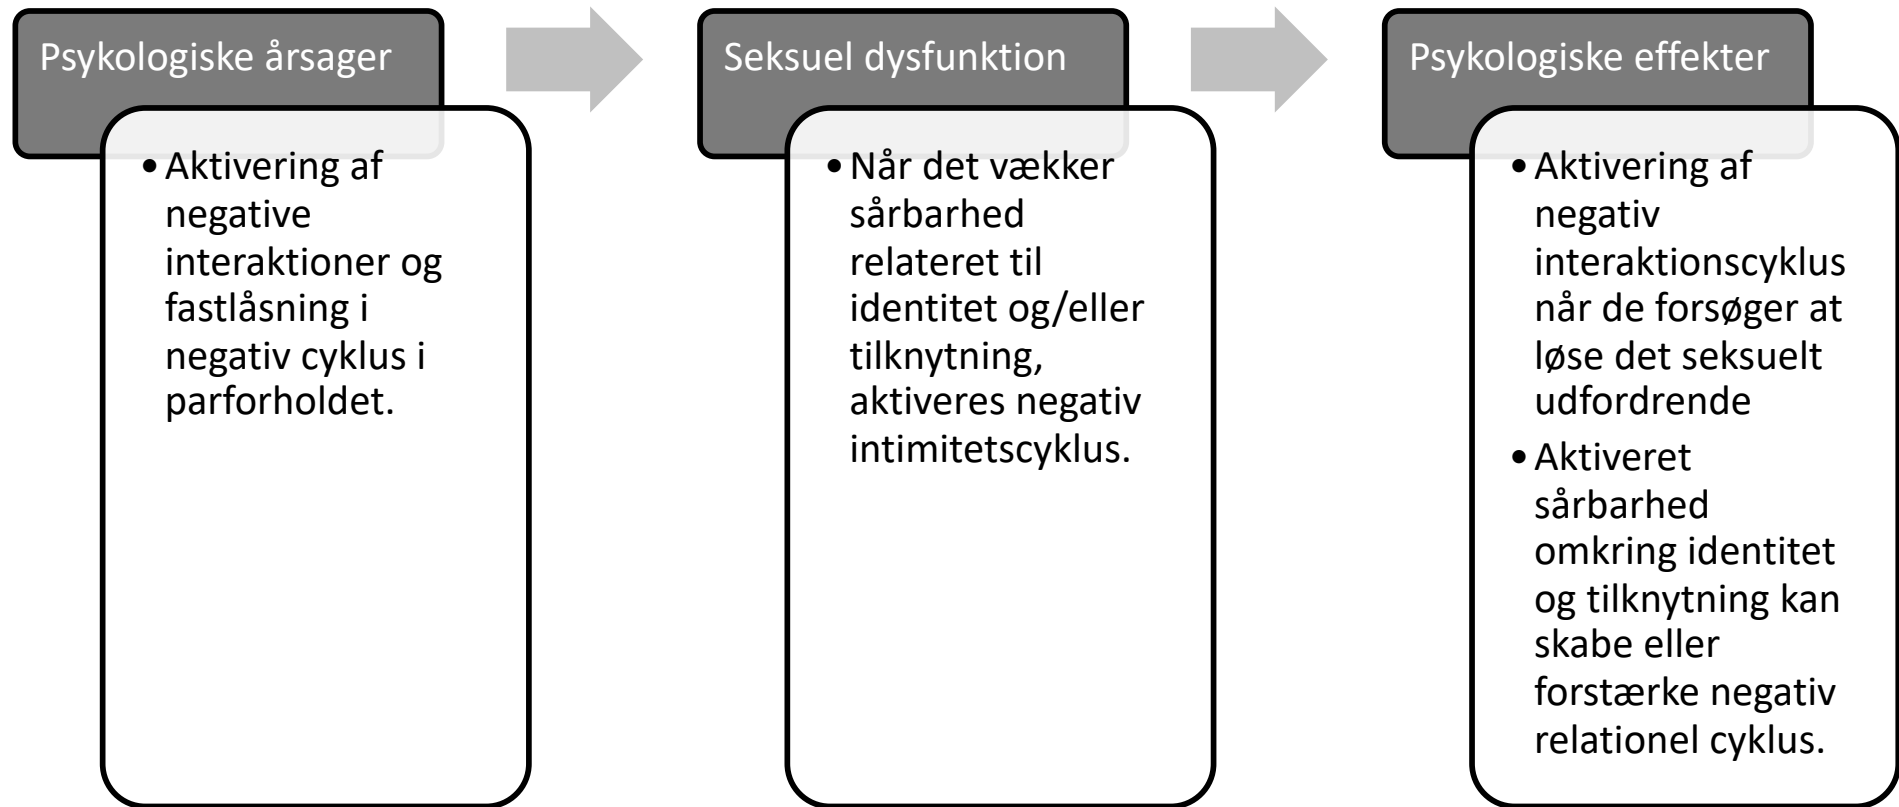 Psykologiske årsager
• Aktivering af
negative
interaktioner og
fastlåsning i
negativ cyklus i
parforholdet.
Seksuel dysfunktion
• Når det vækker
sårbarhed
relateret til
identitet og/eller
tilknytning,
aktiveres negativ
intimitetscyklus.
Psykologiske effekter
• Aktivering af
negativ
interaktionscyklus
når de forsøger at
løse det seksuelt
udfordrende
• Aktiveret
sårbarhed
omkring identitet
og tilknytning kan
skabe eller
forstærke negativ
relationel cyklus.